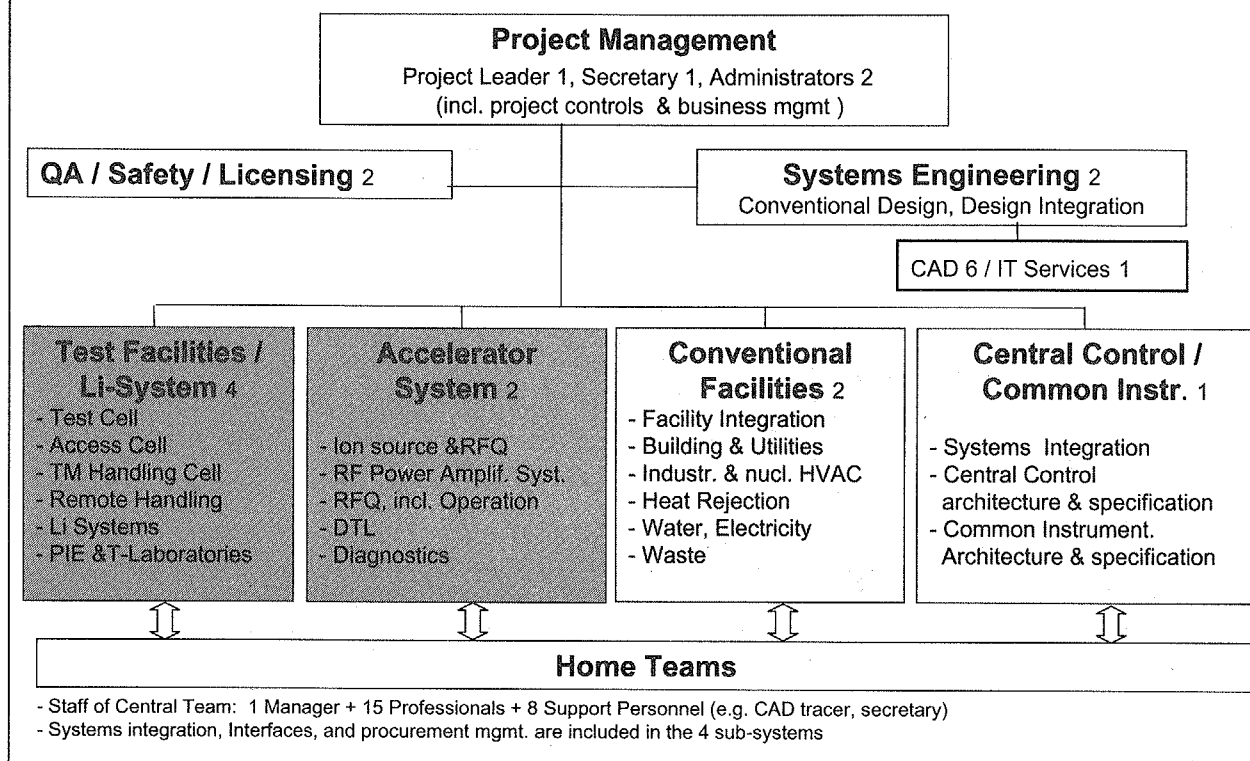 Project Management
Project Leader 1, Secretary 1, Administrators 2
(incl. project controls & business mgmt )
QA / Safety / Licensing 2
Systems Engineering 2
Conventional Design, Design Integration
CAD 6 / IT Services 1
Test Facilities /
Li-System 4
- Test Cell
- Access Cell
- TM Handling Cell
- Remote Handling
- Li Systems
- PIE &T-Laboratories
Accelerator
System 2
- Ion source &RFQ
- RF Power Amplif. Syst.
- RFQ. incl. Operation
- DTL
- Diagnostics
Conventional
Facilities 2
- Facility Integration
- Building & Utilities
- Industr. & nucl. HVAC
- Heat Rejection
- Water, Electricity
- Waste
Central Control /
Common Instr. 1
- Systems Integration
- Central Control
architecture & specification
- Common Instrument.
Architecture & specification
Home Teams
- Staff of Central Team: 1 Manager + 15 Professionals + 8 Support Personnel (e.g. CAD tracer, secretary)
- Systems integration, Interfaces, and procurement mgmt. are included in the 4 sub-systems